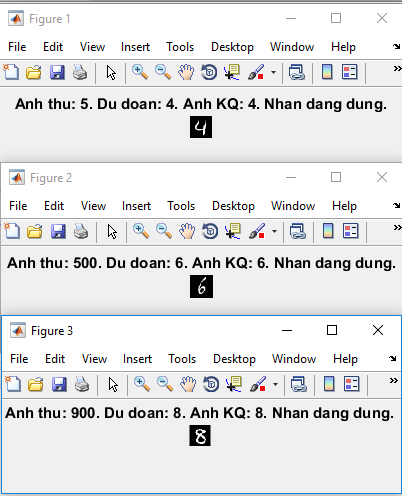 Figure 1
File Edit View Insert Tools Desktop Window Help
Anh thu: 5. Du doan: 4. Anh KQ: 4. Nhan dang dung.
4
Figure 2
File Edit View Insert Tools Desktop Window Help
Anh thu: 500. Du doan: 6. Anh KQ: 6. Nhan dang dung.
6
Figure 3
File Edit View Insert Tools Desktop Window Help
Anh thu: 900. Du doan: 8. Anh KQ: 8. Nhan dang dung.
8